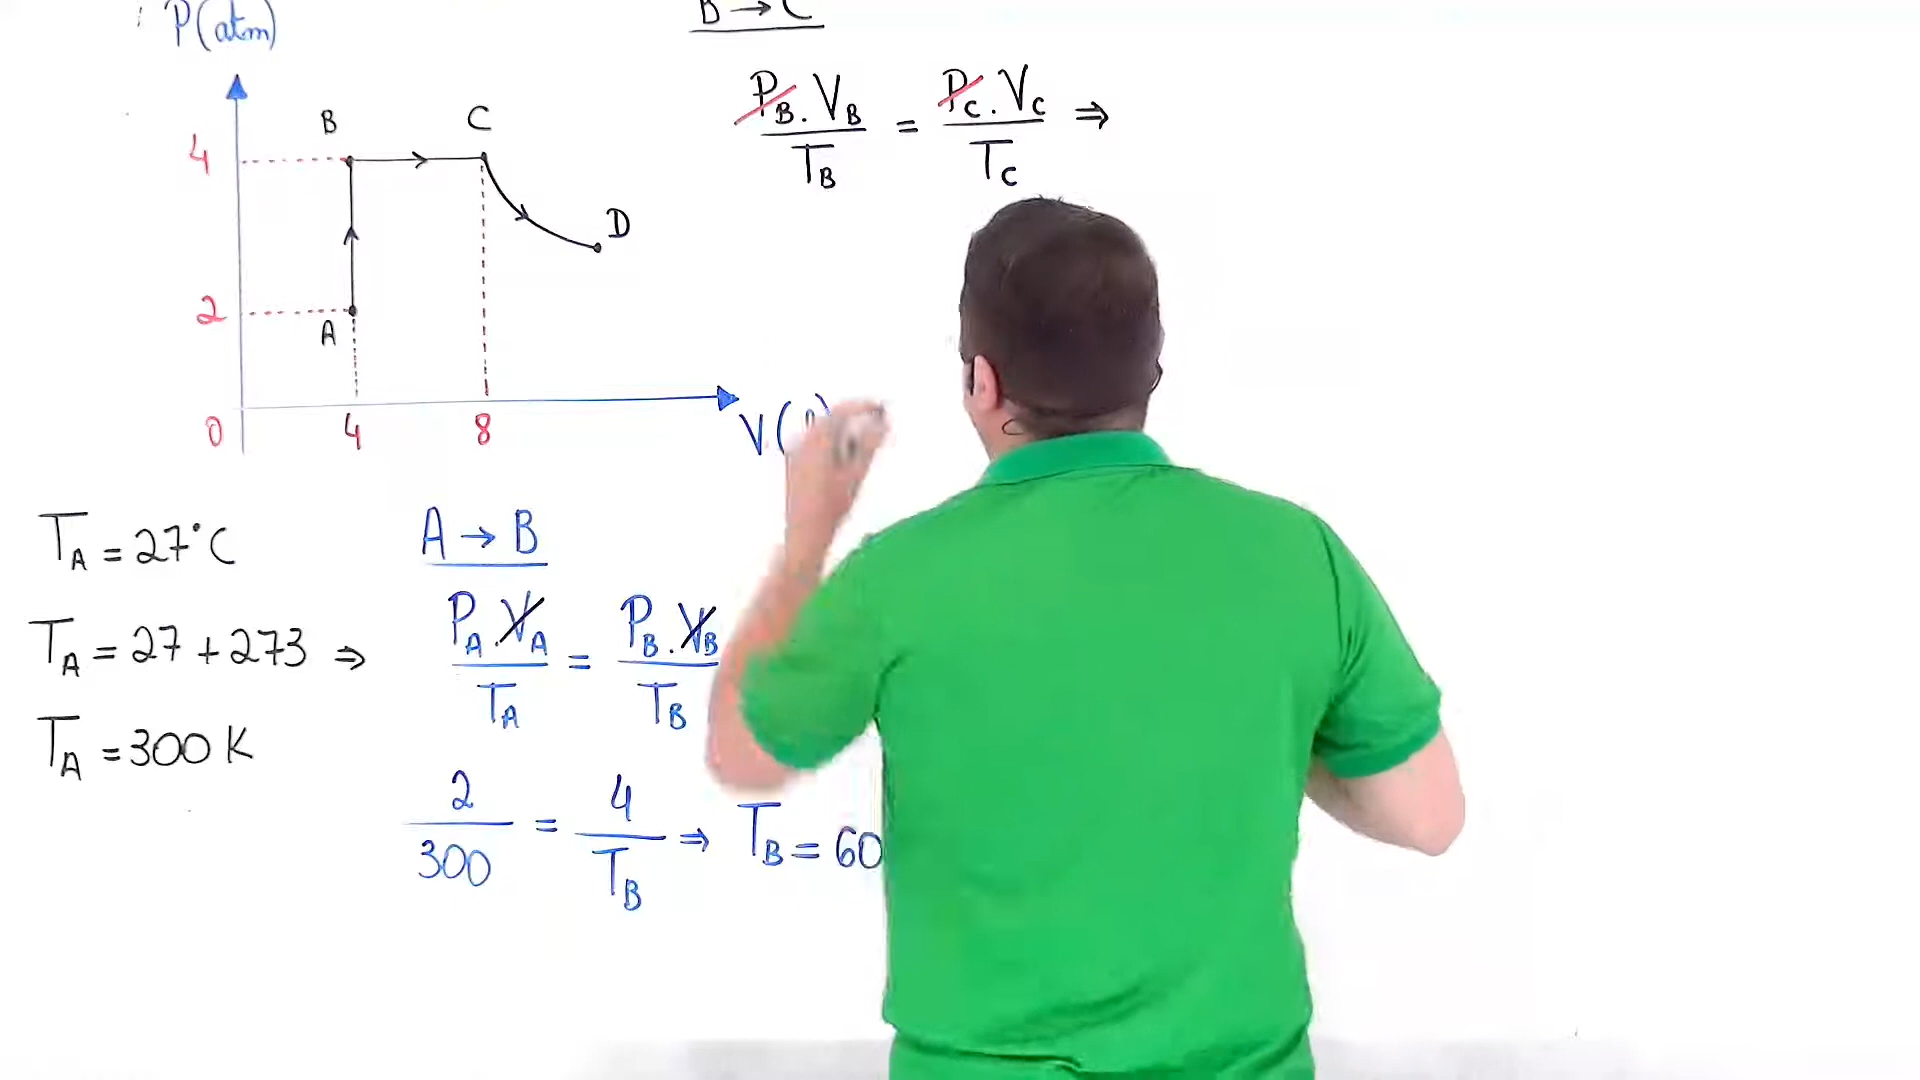 P(atm)
B → C
B C
4
D
2
A
0 4 8
P_B . V_B / T_B = P_C . V_C / T_C ⇒
T_A = 27°C
T_A = 27 + 273 ⇒
T_A = 300 K
A → B
P_A . V_A / T_A = P_B . V_B / T_B
2 / 300 = 4 / T_B ⇒ T_B = 60